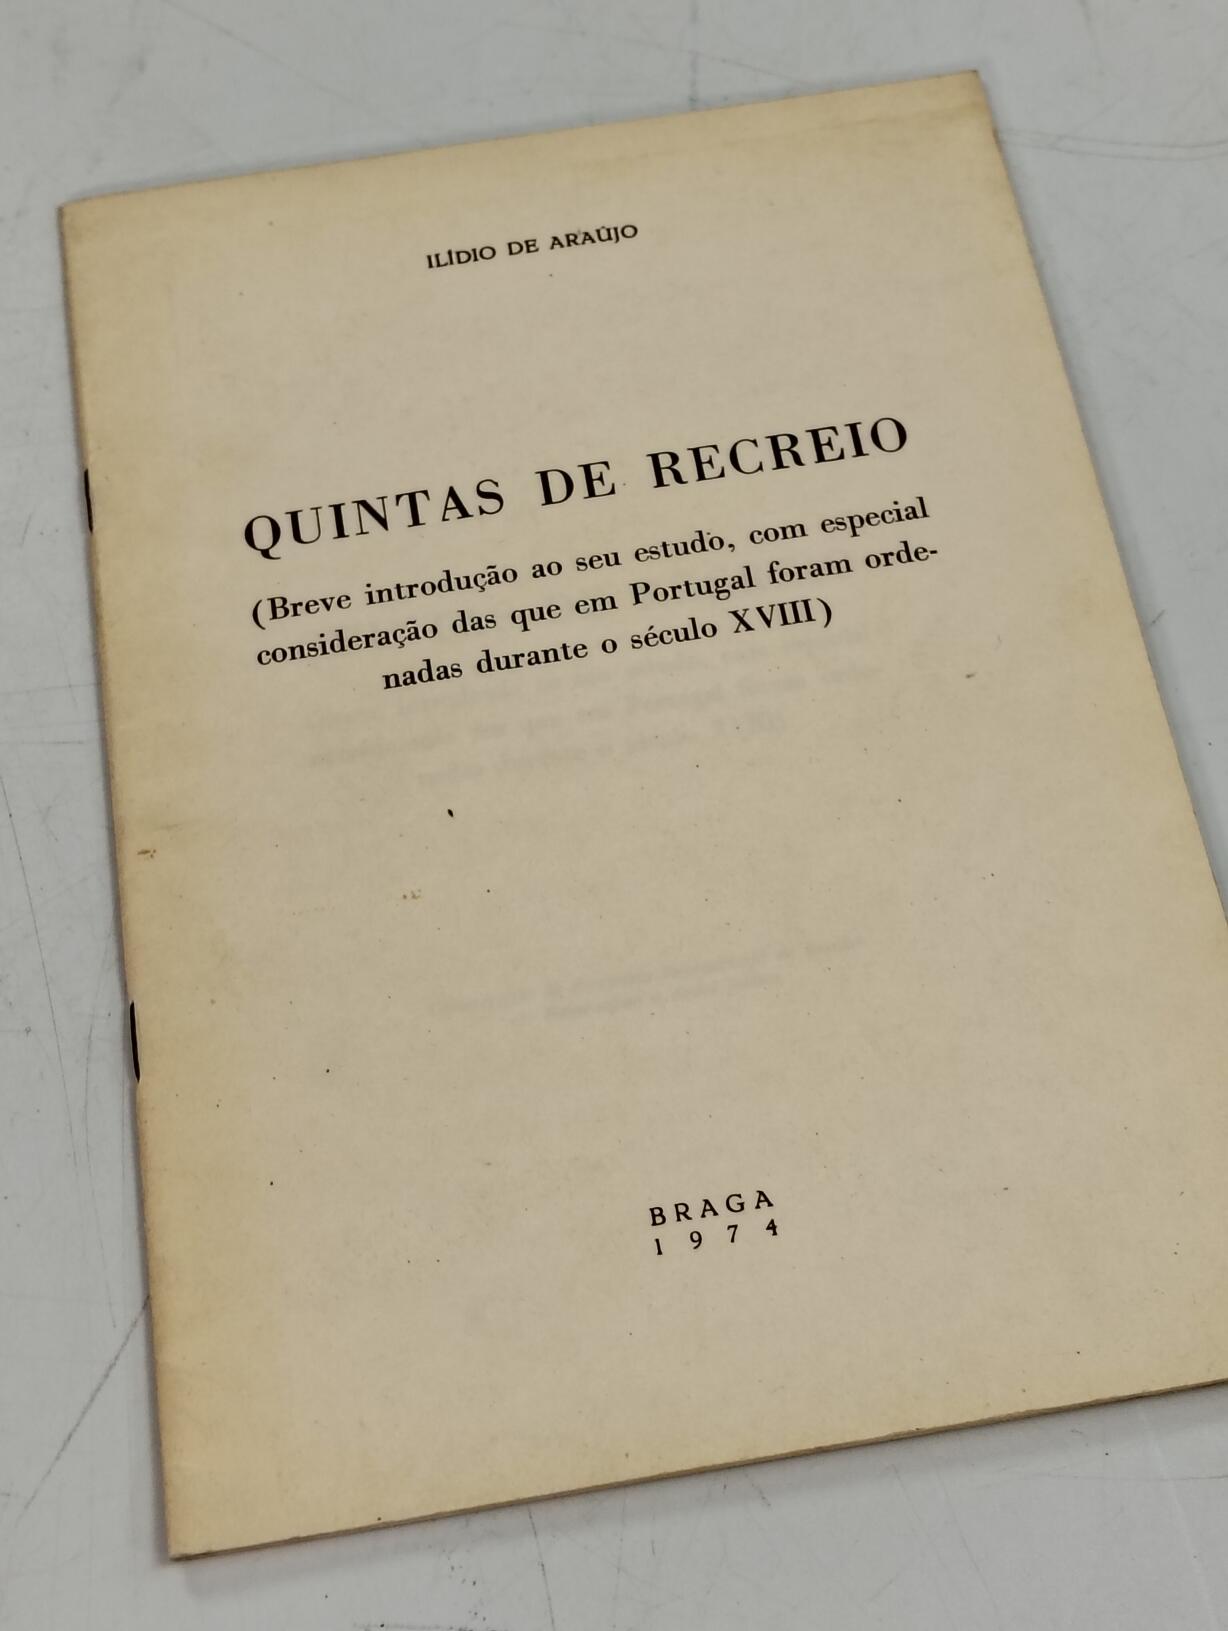 ILÍDIO DE ARAÚJO
QUINTAS DE RECREIO
(Breve introdução ao seu estudo, com especial
consideração das que em Portugal foram orde-
nadas durante o século XVIII)
BRAGA
1974